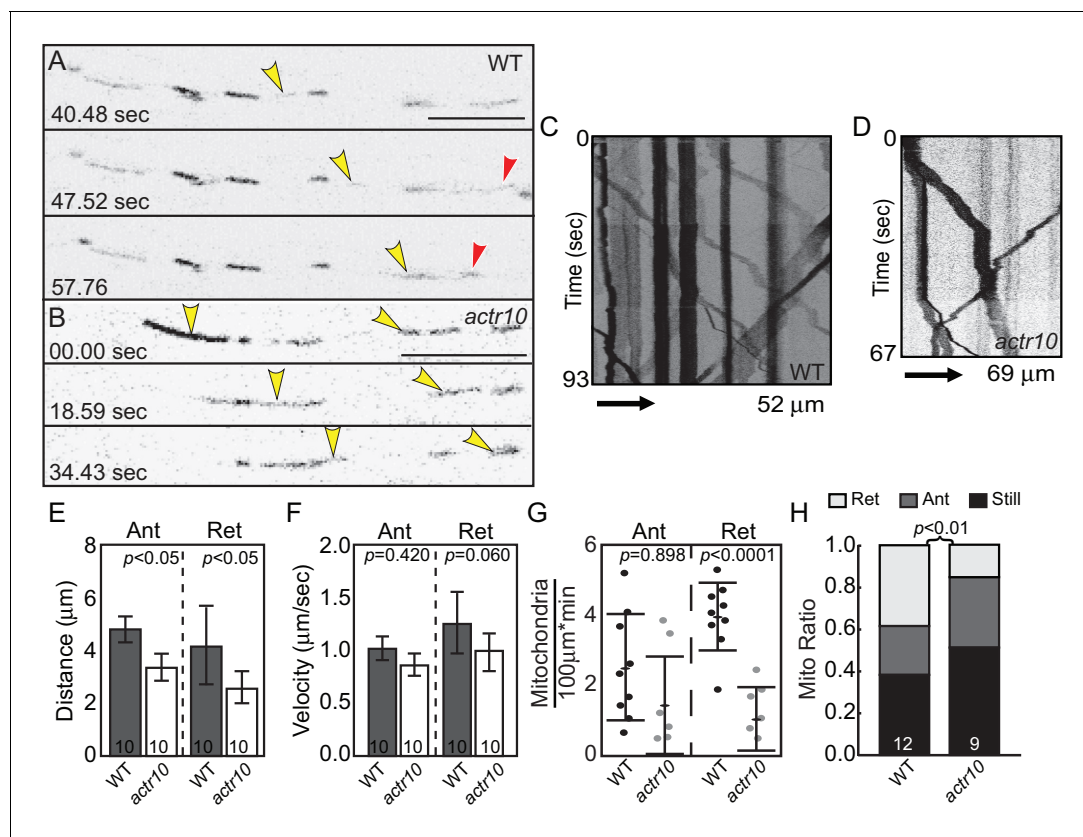 A
WT
40.48 sec
47.52 sec
57.76
B
actr10
00.00 sec
18.59 sec
34.43 sec
C
0
Time (sec)
93
WT
52 μm
D
0
Time (sec)
67
actr10
69 μm
E
Ant Ret
p<0.05 p<0.05
Distance (μm)
8
6
4
2
0
10 10 10 10
WT actr10 WT actr10
F
Ant Ret
p=0.420 p=0.060
Velocity (μm/sec)
2.0
1.5
1.0
0.5
0.0
10 10 10 10
WT actr10 WT actr10
G
Ant Ret
p=0.898 p<0.0001
Mitochondria
100μm*min
6
4
2
0
WT actr10 WT actr10
H
Ret Ant Still
p<0.01
Mito Ratio
1.0
0.8
0.6
0.4
0.2
0.0
12 9
WT actr10